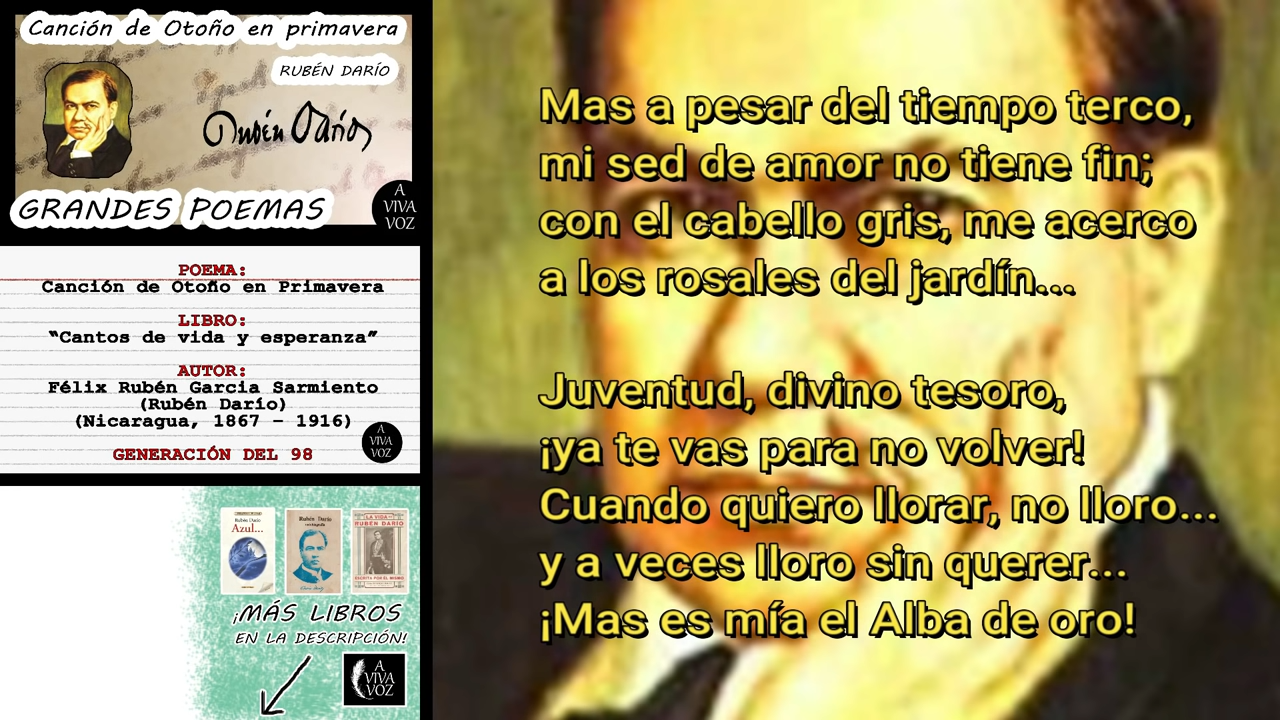 Canción de Otoño en primavera
RUBÉN DARÍO
Rubén Darío
GRANDES POEMAS
A
VIVA
VOZ
POEMA:
Canción de Otoño en Primavera
LIBRO:
“Cantos de vida y esperanza”
AUTOR:
Félix Rubén Garcia Sarmiento
(Rubén Darío)
(Nicaragua, 1867 – 1916)
GENERACIÓN DEL 98
A
VIVA
VOZ
Rubén Darío
Azul...
Rubén Darío
LA VIDA
RUBÉN DARÍO
ESCRITA POR EL MISMO
¡MÁS LIBROS
EN LA DESCRIPCIÓN!
A
VIVA
VOZ
Mas a pesar del tiempo terco,
mi sed de amor no tiene fin;
con el cabello gris, me acerco
a los rosales del jardín...
Juventud, divino tesoro,
¡ya te vas para no volver!
Cuando quiero llorar, no lloro...
y a veces lloro sin querer...
¡Mas es mía el Alba de oro!